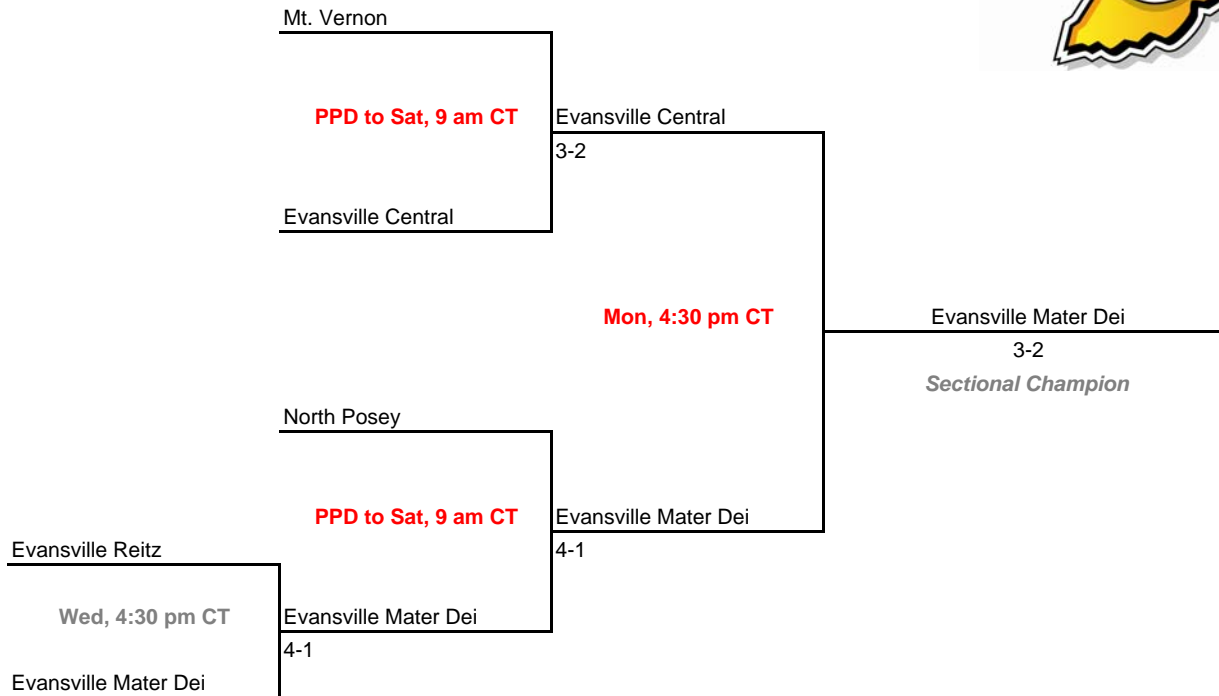 Mt. Vernon
PPD to Sat, 9 am CT
Evansville Central
3-2
Evansville Central
Mon, 4:30 pm CT
Evansville Mater Dei
3-2
Sectional Champion
North Posey
PPD to Sat, 9 am CT
Evansville Mater Dei
4-1
Evansville Reitz
Wed, 4:30 pm CT
Evansville Mater Dei
4-1
Evansville Mater Dei